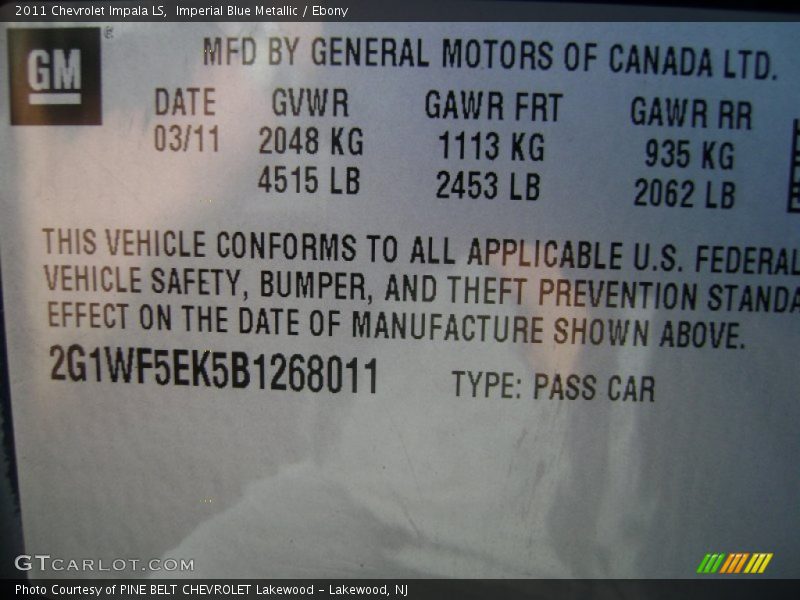 2011 Chevrolet Impala LS,  Imperial Blue Metallic / Ebony
GM ®
MFD BY GENERAL MOTORS OF CANADA LTD.
DATE GVWR GAWR FRT GAWR RR
03/11 2048 KG 1113 KG 935 KG
4515 LB 2453 LB 2062 LB
THIS VEHICLE CONFORMS TO ALL APPLICABLE U.S. FEDERAL
VEHICLE SAFETY, BUMPER, AND THEFT PREVENTION STANDA
EFFECT ON THE DATE OF MANUFACTURE SHOWN ABOVE.
2G1WF5EK5B1268011 TYPE: PASS CAR
GTCARLOT.COM
Photo Courtesy of PINE BELT CHEVROLET Lakewood - Lakewood, NJ